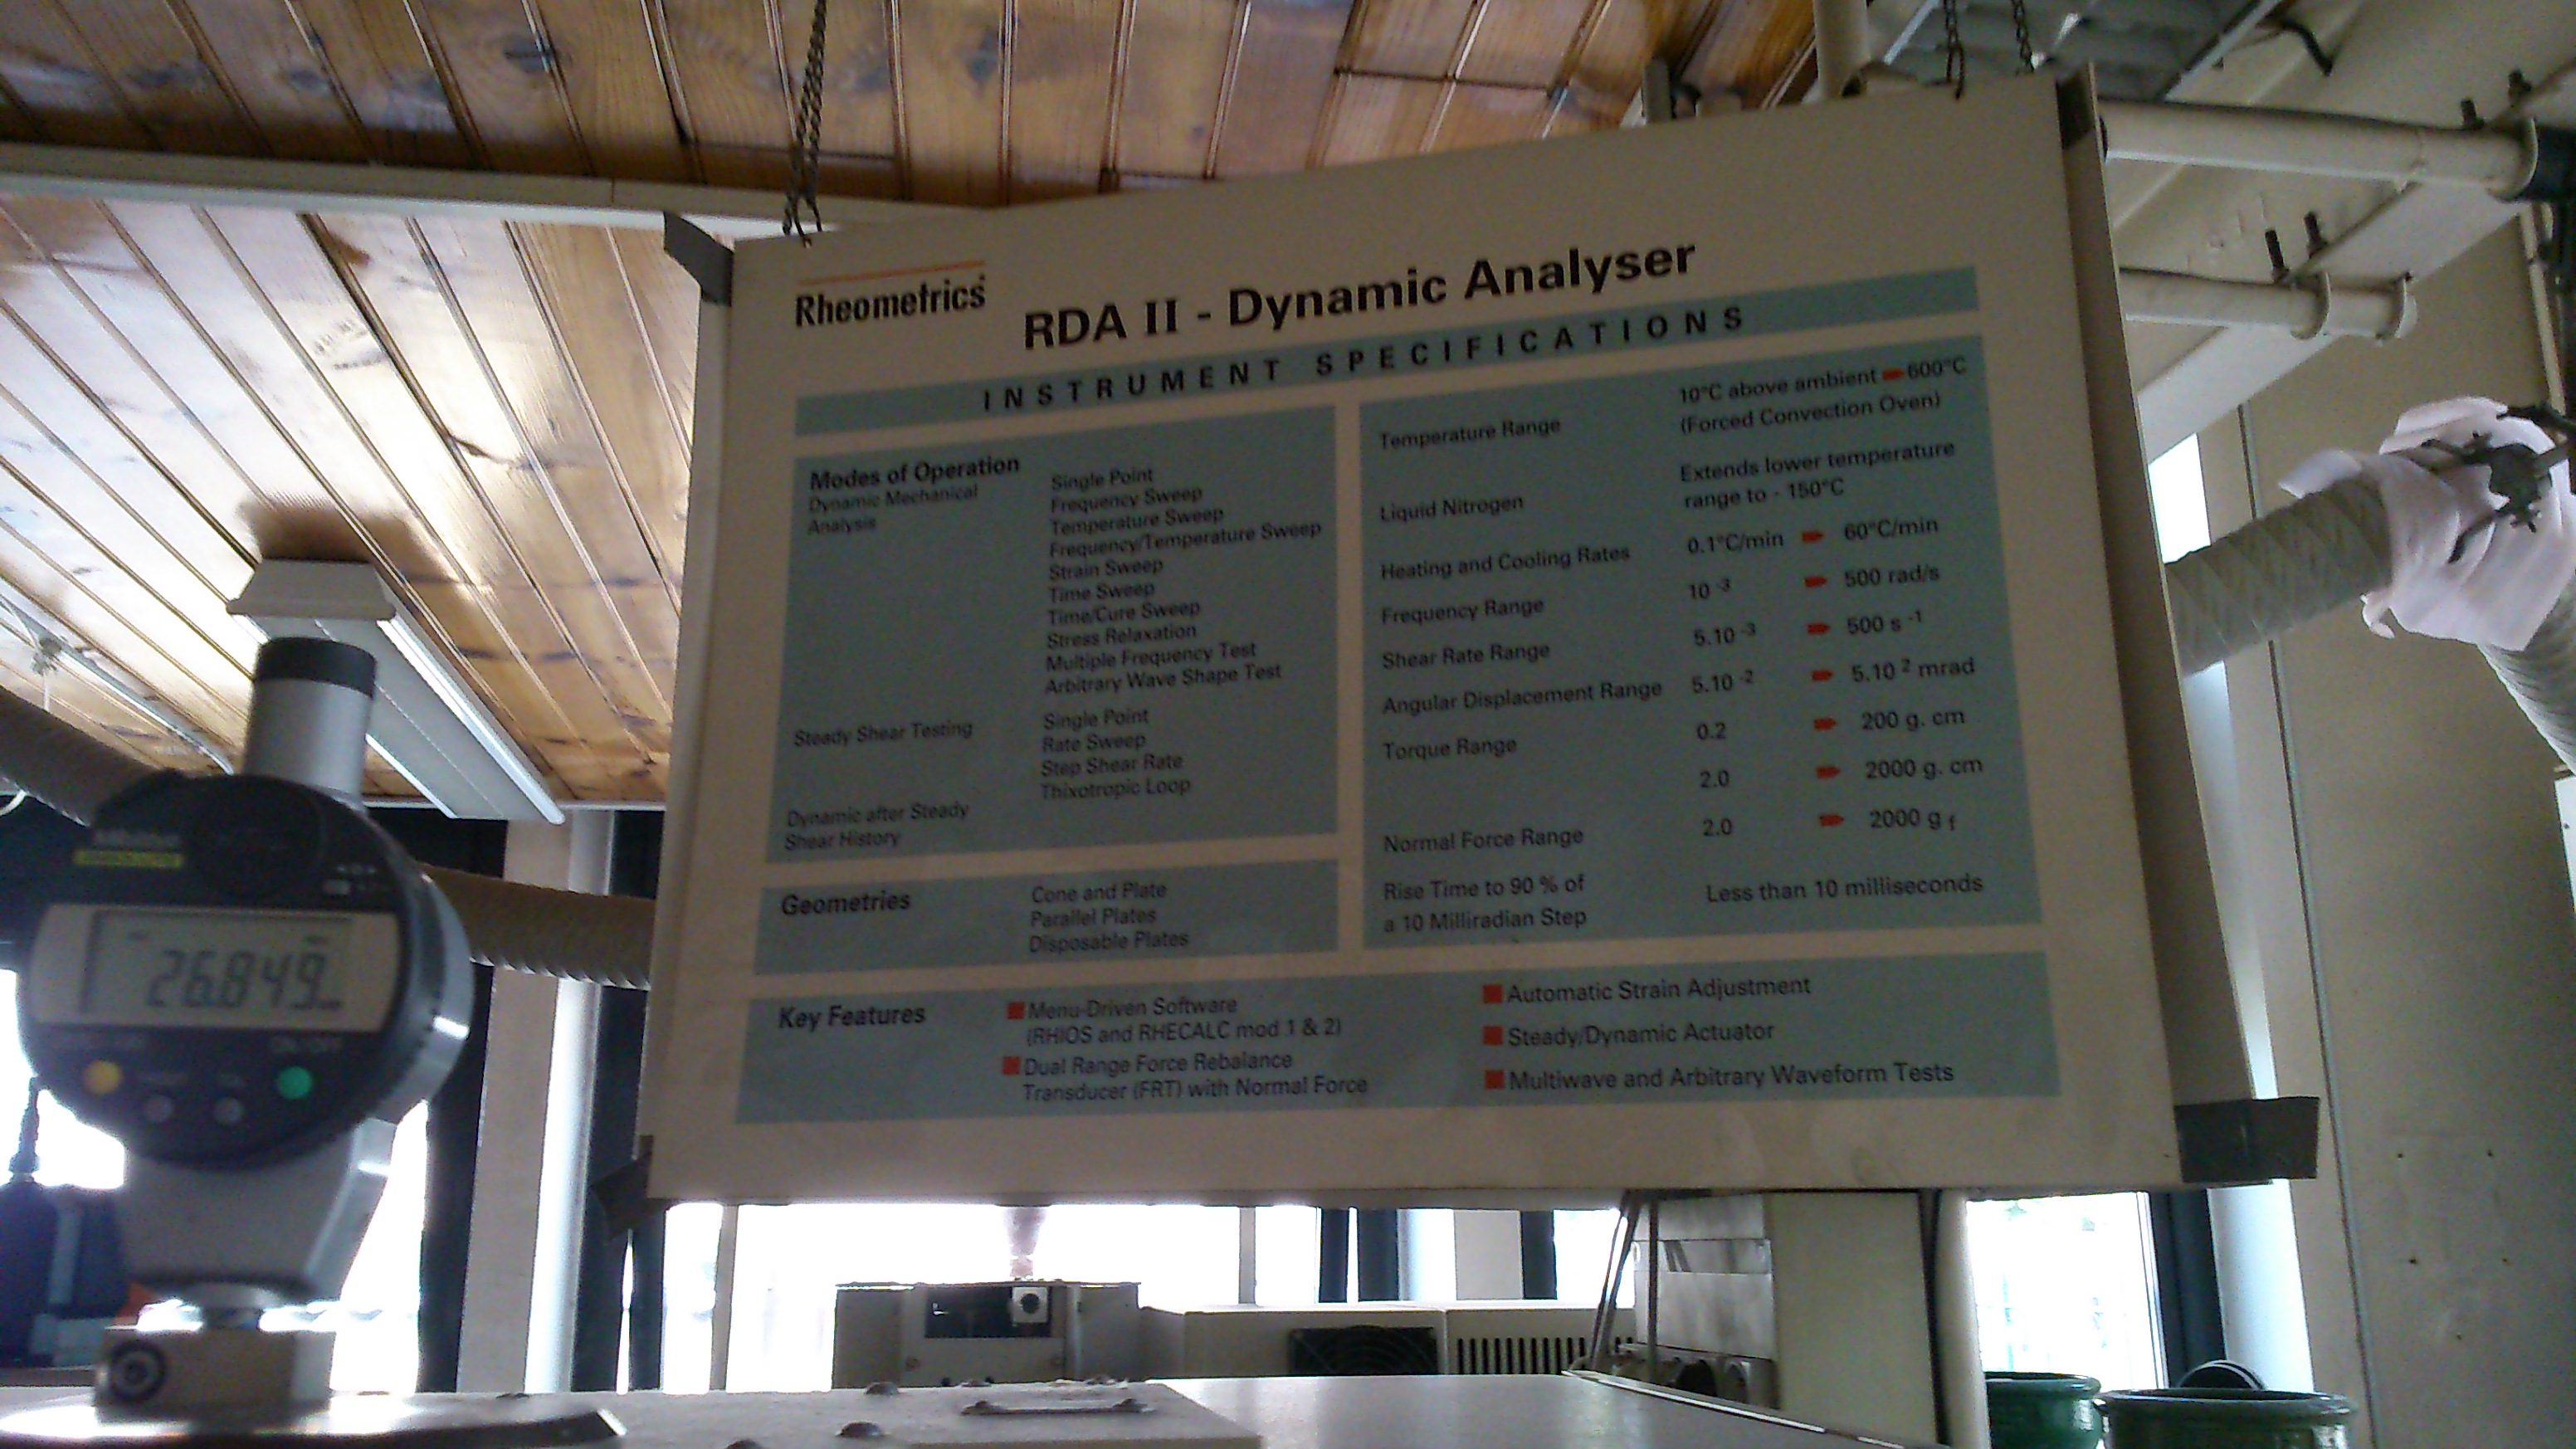 Rheometrics
RDA II - Dynamic Analyser
INSTRUMENT SPECIFICATIONS
Modes of Operation
Dynamic Mechanical
Analysis
Single Point
Frequency Sweep
Temperature Sweep
Frequency/Temperature Sweep
Strain Sweep
Time Sweep
Time/Cure Sweep
Stress Relaxation
Multiple Frequency Test
Arbitrary Wave Shape Test
Steady Shear Testing
Single Point
Rate Sweep
Step Shear Rate
Thixotropic Loop
Dynamic after Steady
Shear History
Geometries
Cone and Plate
Parallel Plates
Disposable Plates
Temperature Range
10°C above ambient 600°C
(Forced Convection Oven)
Liquid Nitrogen
Extends lower temperature
range to - 150°C
Heating and Cooling Rates 0.1°C/min 60°C/min
Frequency Range 10 -3 500 rad/s
Shear Rate Range 5.10 -3 500 s -1
Angular Displacement Range 5.10 -2 5.10 2 mrad
Torque Range 0.2 200 g. cm
2.0 2000 g. cm
Normal Force Range 2.0 2000 g f
Rise Time to 90 % of
a 10 Milliradian Step
Less than 10 milliseconds
Key Features
Menu-Driven Software
(RHIOS and RHECALC mod 1 & 2)
Dual Range Force Rebalance
Transducer (FRT) with Normal Force
Automatic Strain Adjustment
Steady/Dynamic Actuator
Multiwave and Arbitrary Waveform Tests
26.849
ON/OFF